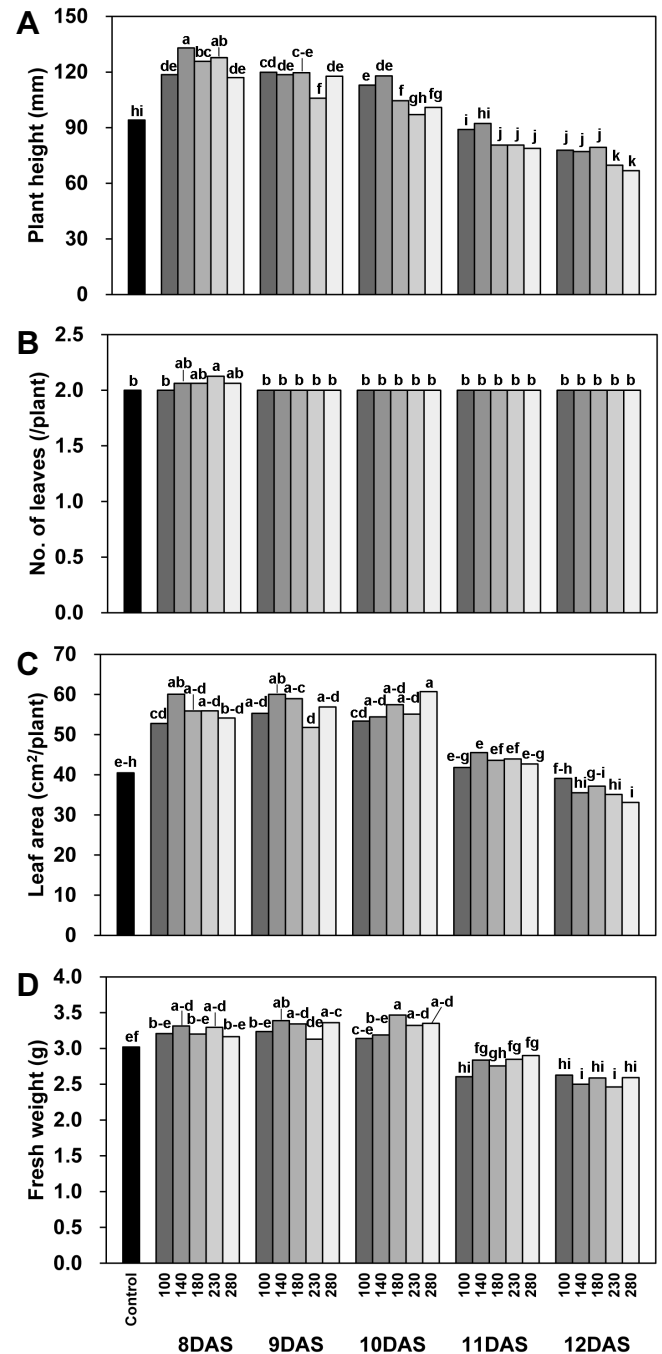 A
Plant height (mm)
150
120
90
60
30
0
hi
de a bc ab de
cd de c-e f de
e de f gh fg
i hi j j j
j j j k k
B
No. of leaves (/plant)
2.5
2.0
1.5
1.0
0.5
0.0
b
b ab ab a ab
b b b b b
b b b b b
b b b b b
b b b b b
C
Leaf area (cm²/plant)
70
60
50
40
30
20
10
0
e-h
cd ab a-d a-d b-d
a-d ab a-c d a-d
cd a-d a-d a-d a
e-g e ef ef e-g
f-h hi g-i hi i
D
Fresh weight (g)
4.0
3.5
3.0
2.5
2.0
1.5
1.0
0.5
0.0
ef
b-e a-d b-e a-d b-e
b-e ab a-d de a-c
c-e b-e a a-d a-d
hi fg gh fg fg
hi i hi i hi
Control
100 140 180 230 280
100 140 180 230 280
100 140 180 230 280
100 140 180 230 280
100 140 180 230 280
8DAS 9DAS 10DAS 11DAS 12DAS